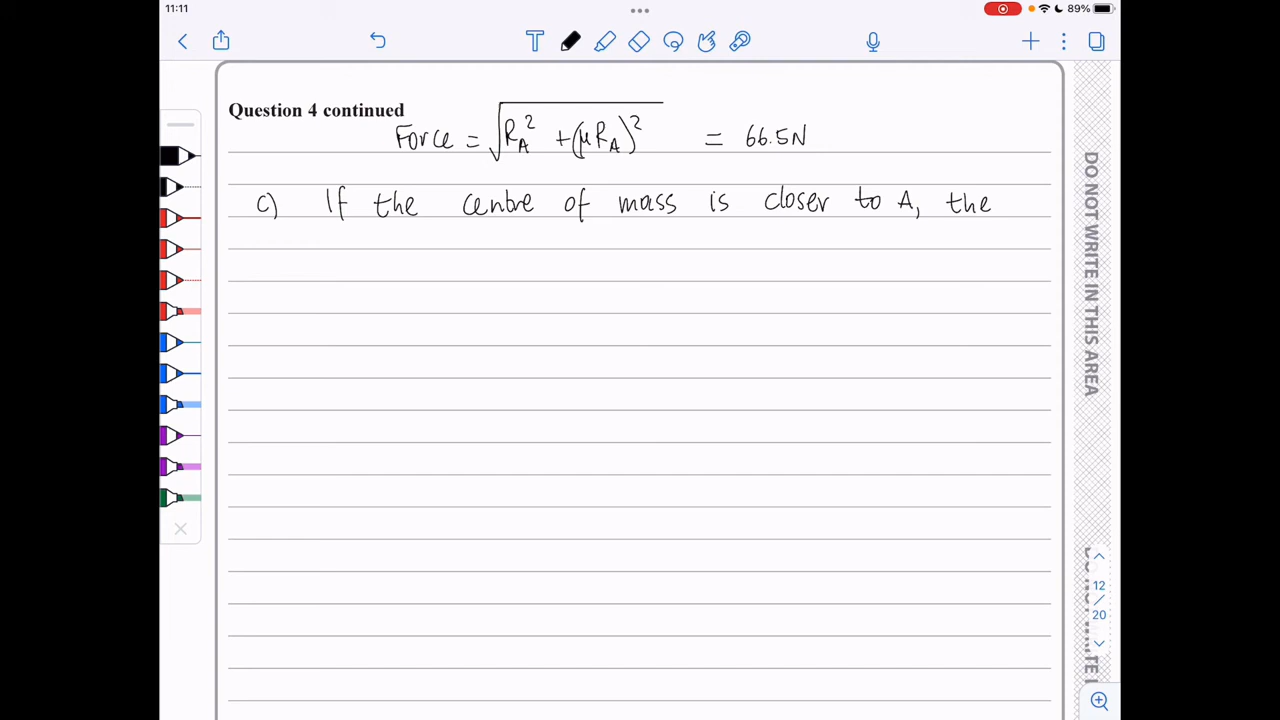 11:11
89%
Question 4 continued
Force = √(R_A² + (μR_A)²) = 66.5N
c) If the centre of mass is closer to A, the
DO NOT WRITE IN THIS AREA
12
/
20